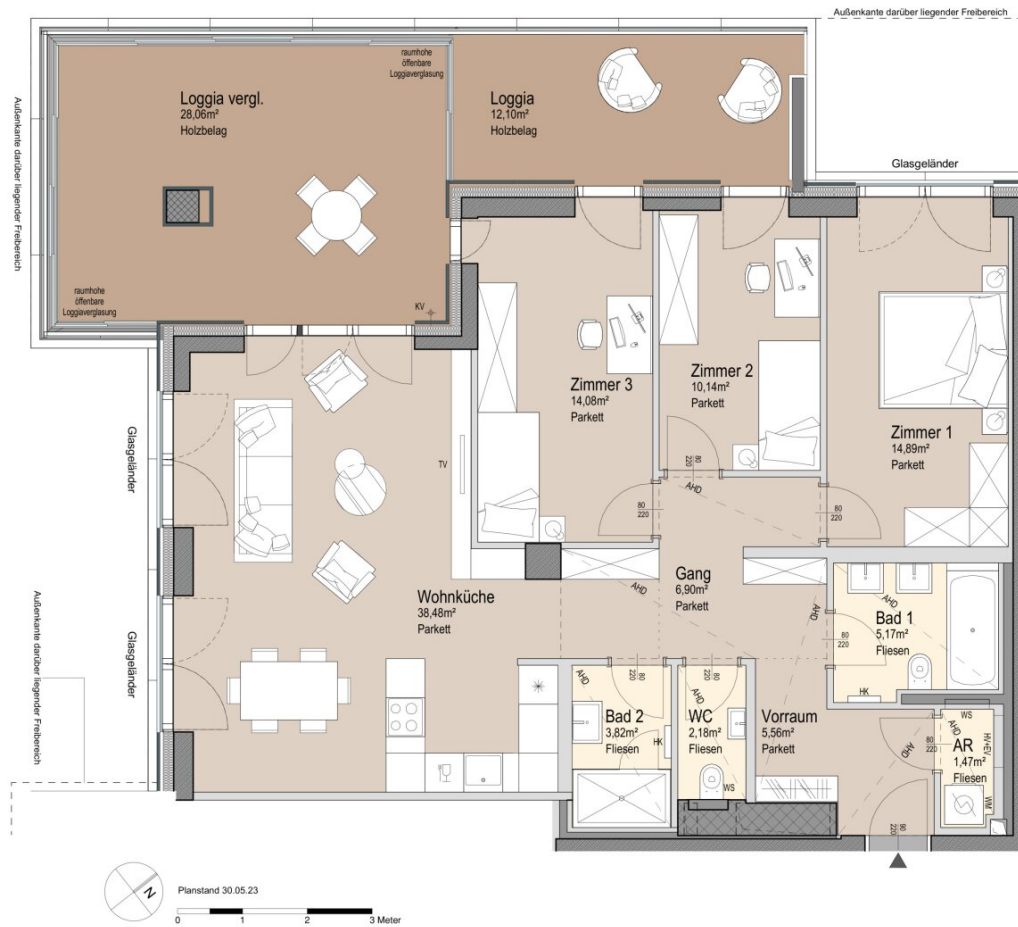 Außenkante darüber liegender Freibereich
Außenkante darüber liegender Freibereich
raumhohe
öffenbare
Loggiaverglasung
Loggia vergl.
28,06m²
Holzbelag
Loggia
12,10m²
Holzbelag
Glasgeländer
raumhohe
öffenbare
Loggiaverglasung
KV
Zimmer 3
14,08m²
Parkett
Zimmer 2
10,14m²
Parkett
Zimmer 1
14,89m²
Parkett
Glasgeländer
TV
80
220
AHD
80
220
80
220
Außenkante darüber liegender Freibereich
Glasgeländer
Wohnküche
38,48m²
Parkett
AHD
Gang
6,90m²
Parkett
AHD
AHD
Bad 1
5,17m²
Fliesen
80
220
HK
80
220
80
220
AHD
Bad 2
3,82m²
Fliesen
HK
AHD
WC
2,18m²
Fliesen
WS
Vorraum
5,56m²
Parkett
AHD
80
220
WS
AHD
HV+EV
AR
1,47m²
Fliesen
WM
80
220
N
Planstand 30.05.23
0 1 2 3 Meter